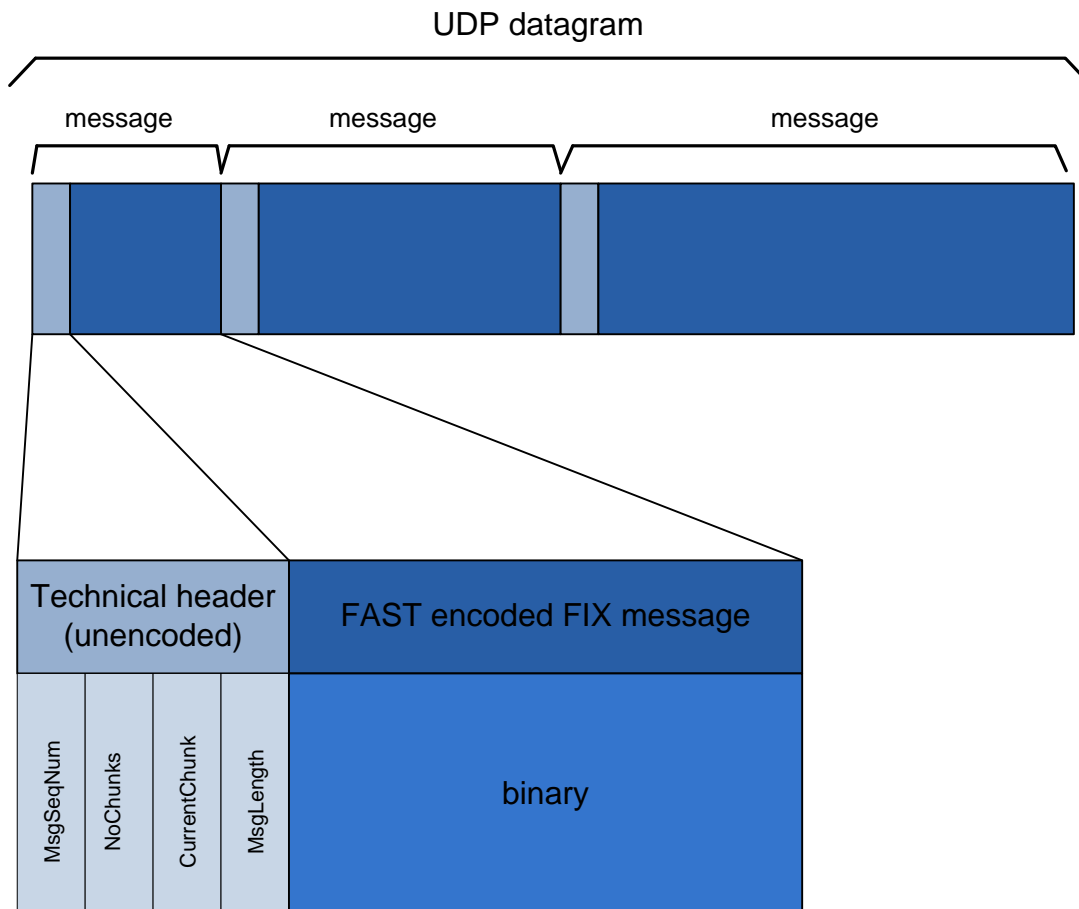 UDP datagram
message
message
message
Technical header
(unencoded)
FAST encoded FIX message
MsgSeqNum
NoChunks
CurrentChunk
MsgLength
binary